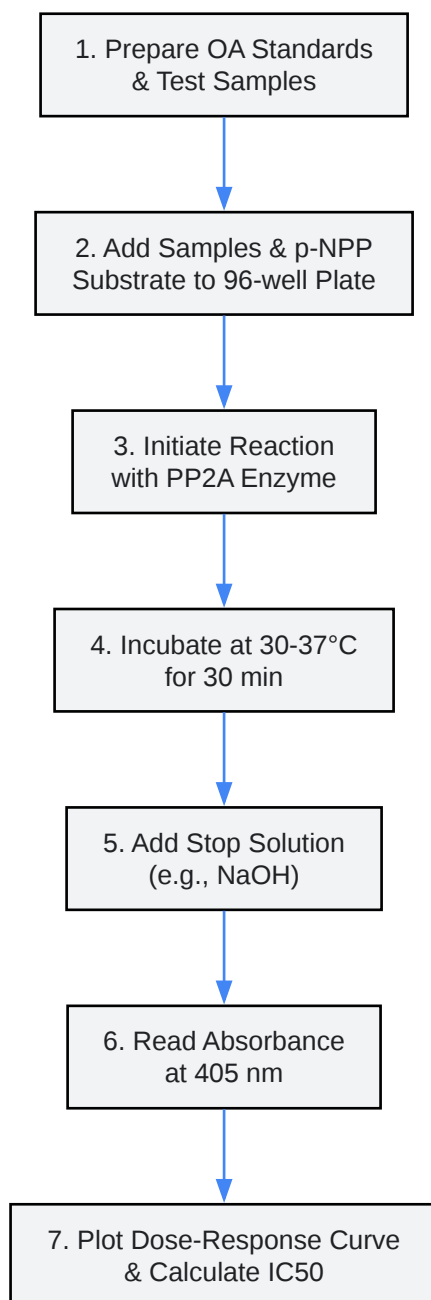 1. Prepare OA Standards
& Test Samples
2. Add Samples & p-NPP
Substrate to 96-well Plate
3. Initiate Reaction
with PP2A Enzyme
4. Incubate at 30-37°C
for 30 min
5. Add Stop Solution
(e.g., NaOH)
6. Read Absorbance
at 405 nm
7. Plot Dose-Response Curve
& Calculate IC50